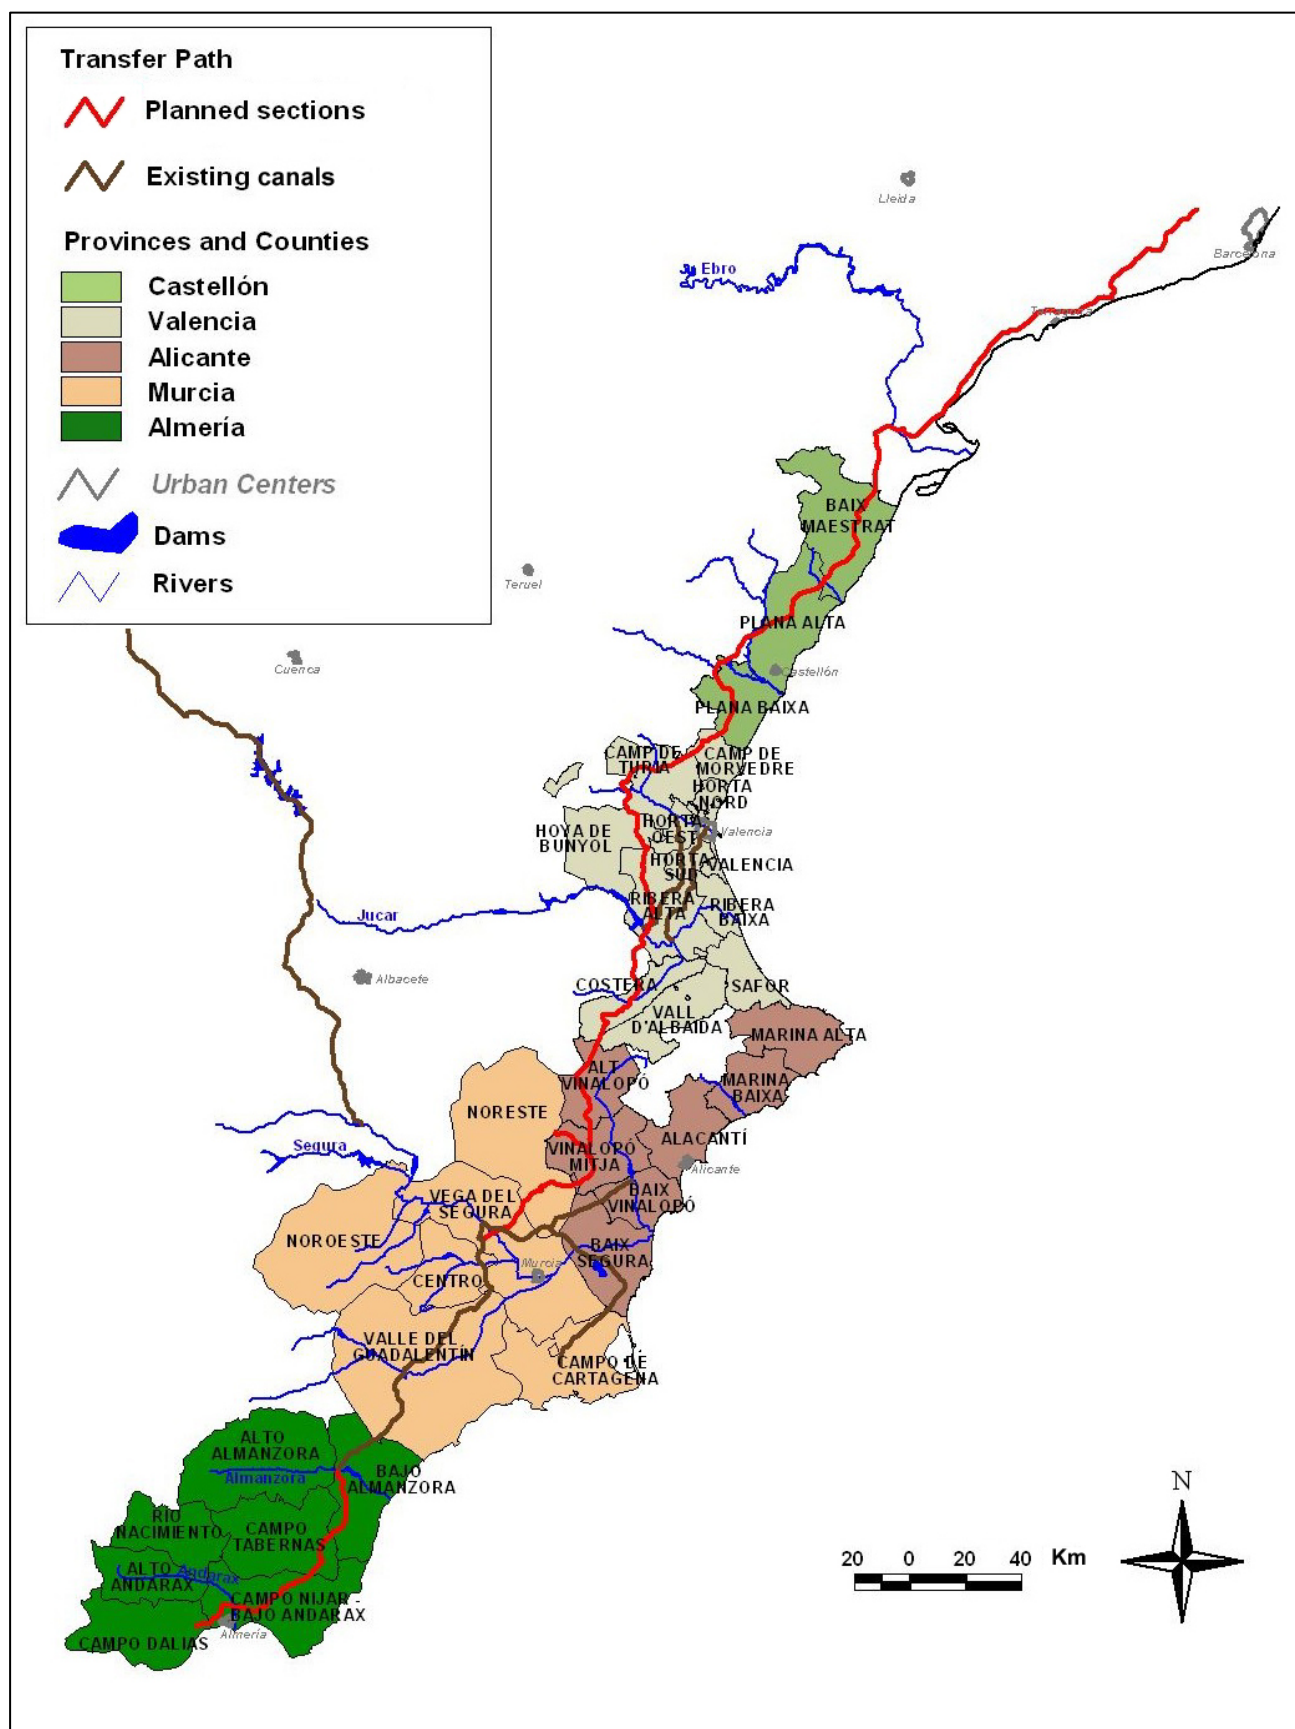 Transfer Path
Planned sections
Existing canals
Provinces and Counties
Castellón
Valencia
Alicante
Murcia
Almería
Urban Centers
Dams
Rivers
Lleida
Barcelona
Ebro
Tarragona
BAIX
MAESTRAT
Teruel
PLANA ALTA
Cuenca
Castellón
PLANA BAIXA
CAMP DE
TURIA
CAMP DE
MORVEDRE
HORTA
NORD
HORTA
OEST
Valencia
HOYA DE
BUNYOL
HORTA
SUD
VALENCIA
RIBERA
ALTA
RIBERA
BAIXA
Jucar
Albacete
COSTERA
SAFOR
VALL
D'ALBAIDA
MARINA ALTA
ALT
VINALOPÓ
MARINA
BAIXA
NORESTE
ALACANTÍ
Segura
VINALOPÓ
MITJA
Alicante
VEGA DEL
SEGURA
BAIX
VINALOPÓ
NOROESTE
BAIX
SEGURA
Murcia
CENTRO
VALLE DEL
GUADALENTÍN
CAMPO DE
CARTAGENA
ALTO
ALMANZORA
Almanzora
BAJO
ALMANZORA
RIO
NACIMIENTO
CAMPO
TABERNAS
ALTO
ANDARAX
Andarax
CAMPO NIJAR -
BAJO ANDARAX
CAMPO DALIAS
Almería
N
20 0 20 40 Km